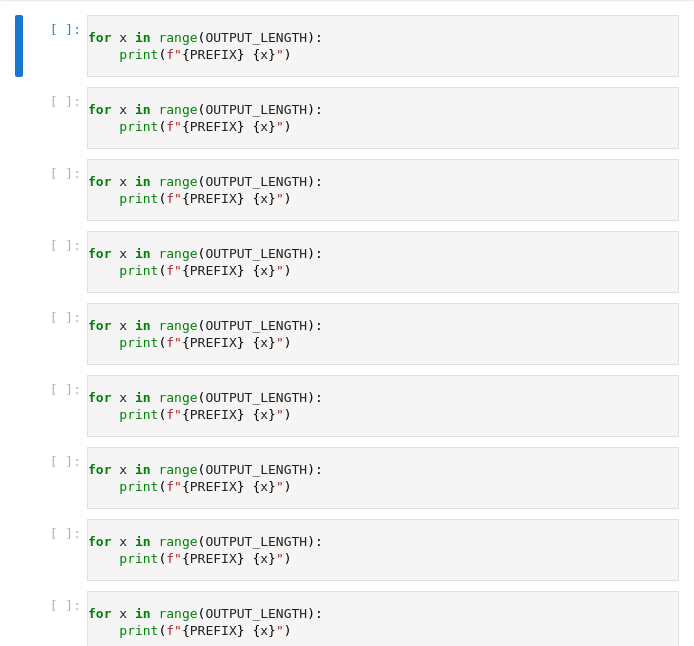 [ ]:
for x in range(OUTPUT_LENGTH):
    print(f"{PREFIX} {x}")
[ ]:
for x in range(OUTPUT_LENGTH):
    print(f"{PREFIX} {x}")
[ ]:
for x in range(OUTPUT_LENGTH):
    print(f"{PREFIX} {x}")
[ ]:
for x in range(OUTPUT_LENGTH):
    print(f"{PREFIX} {x}")
[ ]:
for x in range(OUTPUT_LENGTH):
    print(f"{PREFIX} {x}")
[ ]:
for x in range(OUTPUT_LENGTH):
    print(f"{PREFIX} {x}")
[ ]:
for x in range(OUTPUT_LENGTH):
    print(f"{PREFIX} {x}")
[ ]:
for x in range(OUTPUT_LENGTH):
    print(f"{PREFIX} {x}")
[ ]:
for x in range(OUTPUT_LENGTH):
    print(f"{PREFIX} {x}")